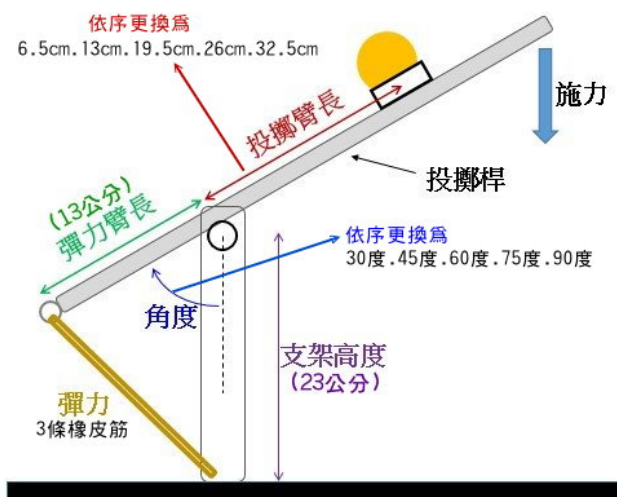 依序更換爲
6.5cm.13cm.19.5cm.26cm.32.5cm
施力
投擲臂長
投擲桿
(13公分)
彈力臂長
依序更換爲
30度.45度.60度.75度.90度
角度
支架高度
(23公分)
彈力
3條橡皮筋